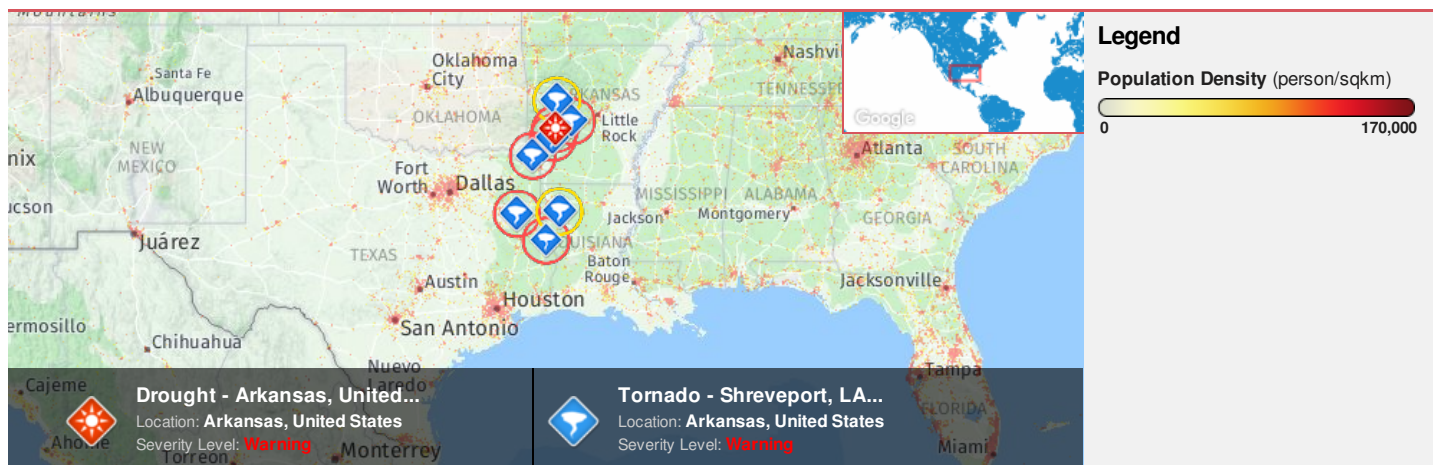 Mountains
Santa Fe
Albuquerque
NEW
MEXICO
nix
ucson
Juárez
ermosillo
Chihuahua
Cajeme
Torreon
Monterrey
Nuevo
Laredo
Oklahoma
City
OKLAHOMA
Fort
Worth
Dallas
TEXAS
Austin
Houston
San Antonio
KANSAS
Little
Rock
UISIANA
Baton
Rouge
MISSISSIPPI
Jackson
ALABAMA
Montgomery
Nashvi
TENNESSEE
Atlanta
SOUTH
CAROLINA
GEORGIA
Jacksonville
Tampa
FLORIDA
Miami
Google
Drought - Arkansas, United...
Location: Arkansas, United States
Severity Level: Warning
Tornado - Shreveport, LA...
Location: Arkansas, United States
Severity Level: Warning
Legend
Population Density (person/sqkm)
0 170,000